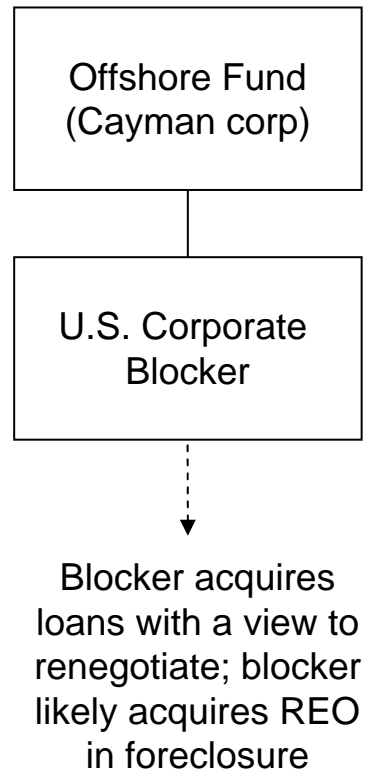 Offshore Fund
(Cayman corp)
U.S. Corporate
Blocker
Blocker acquires
loans with a view to
renegotiate; blocker
likely acquires REO
in foreclosure